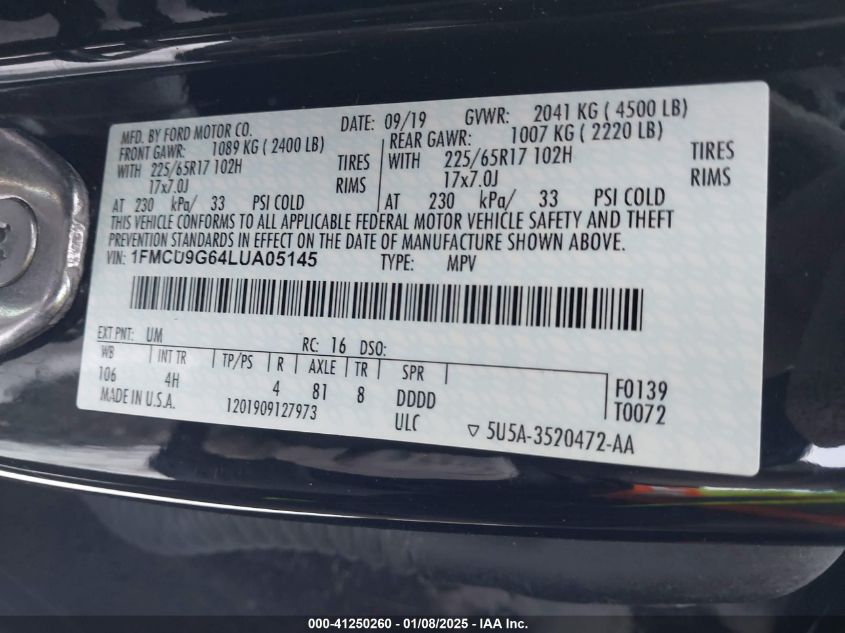 MFD. BY FORD MOTOR CO. DATE: 09/19 GVWR: 2041 KG ( 4500 LB)
FRONT GAWR: 1089 KG ( 2400 LB) REAR GAWR: 1007 KG ( 2220 LB)
WITH 225/65R17 102H TIRES WITH 225/65R17 102H TIRES
17x7.0J RIMS 17x7.0J RIMS
AT 230 kPa/ 33 PSI COLD AT 230 kPa/ 33 PSI COLD
THIS VEHICLE CONFORMS TO ALL APPLICABLE FEDERAL MOTOR VEHICLE SAFETY AND THEFT
PREVENTION STANDARDS IN EFFECT ON THE DATE OF MANUFACTURE SHOWN ABOVE.
VIN: 1FMCU9G64LUA05145 TYPE: MPV
EXT PNT: UM RC: 16 DSO:
WB INT TR TP/PS R AXLE TR SPR
106 4H 4 81 8 DDDD F0139
MADE IN U.S.A. 1201909127973 ULC T0072
5U5A-3520472-AA
000-41250260 - 01/08/2025 - IAA Inc.